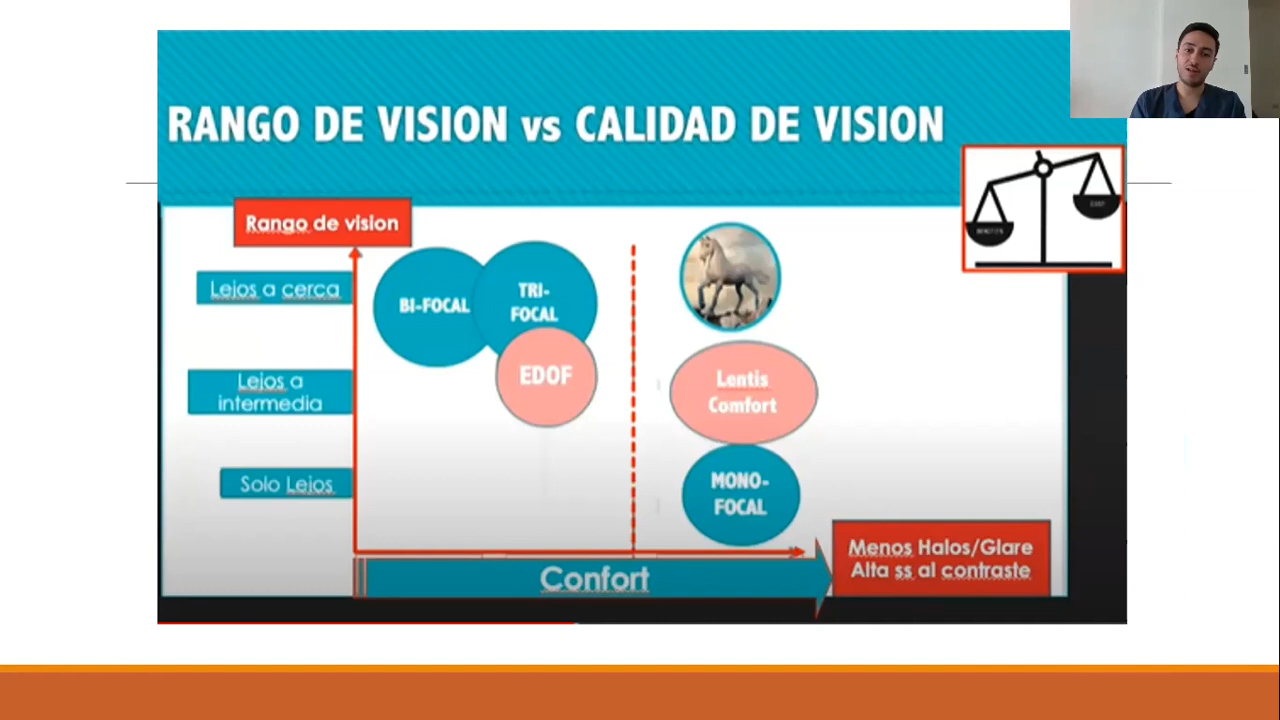 RANGO DE VISION vs CALIDAD DE VISION
Rango de vision
Lejos a cerca
Lejos a
intermedia
Solo Lejos
BI-FOCAL
TRI-
FOCAL
EDOF
Lentis
Comfort
MONO-
FOCAL
Confort
Menos Halos/Glare
Alta ss al contraste